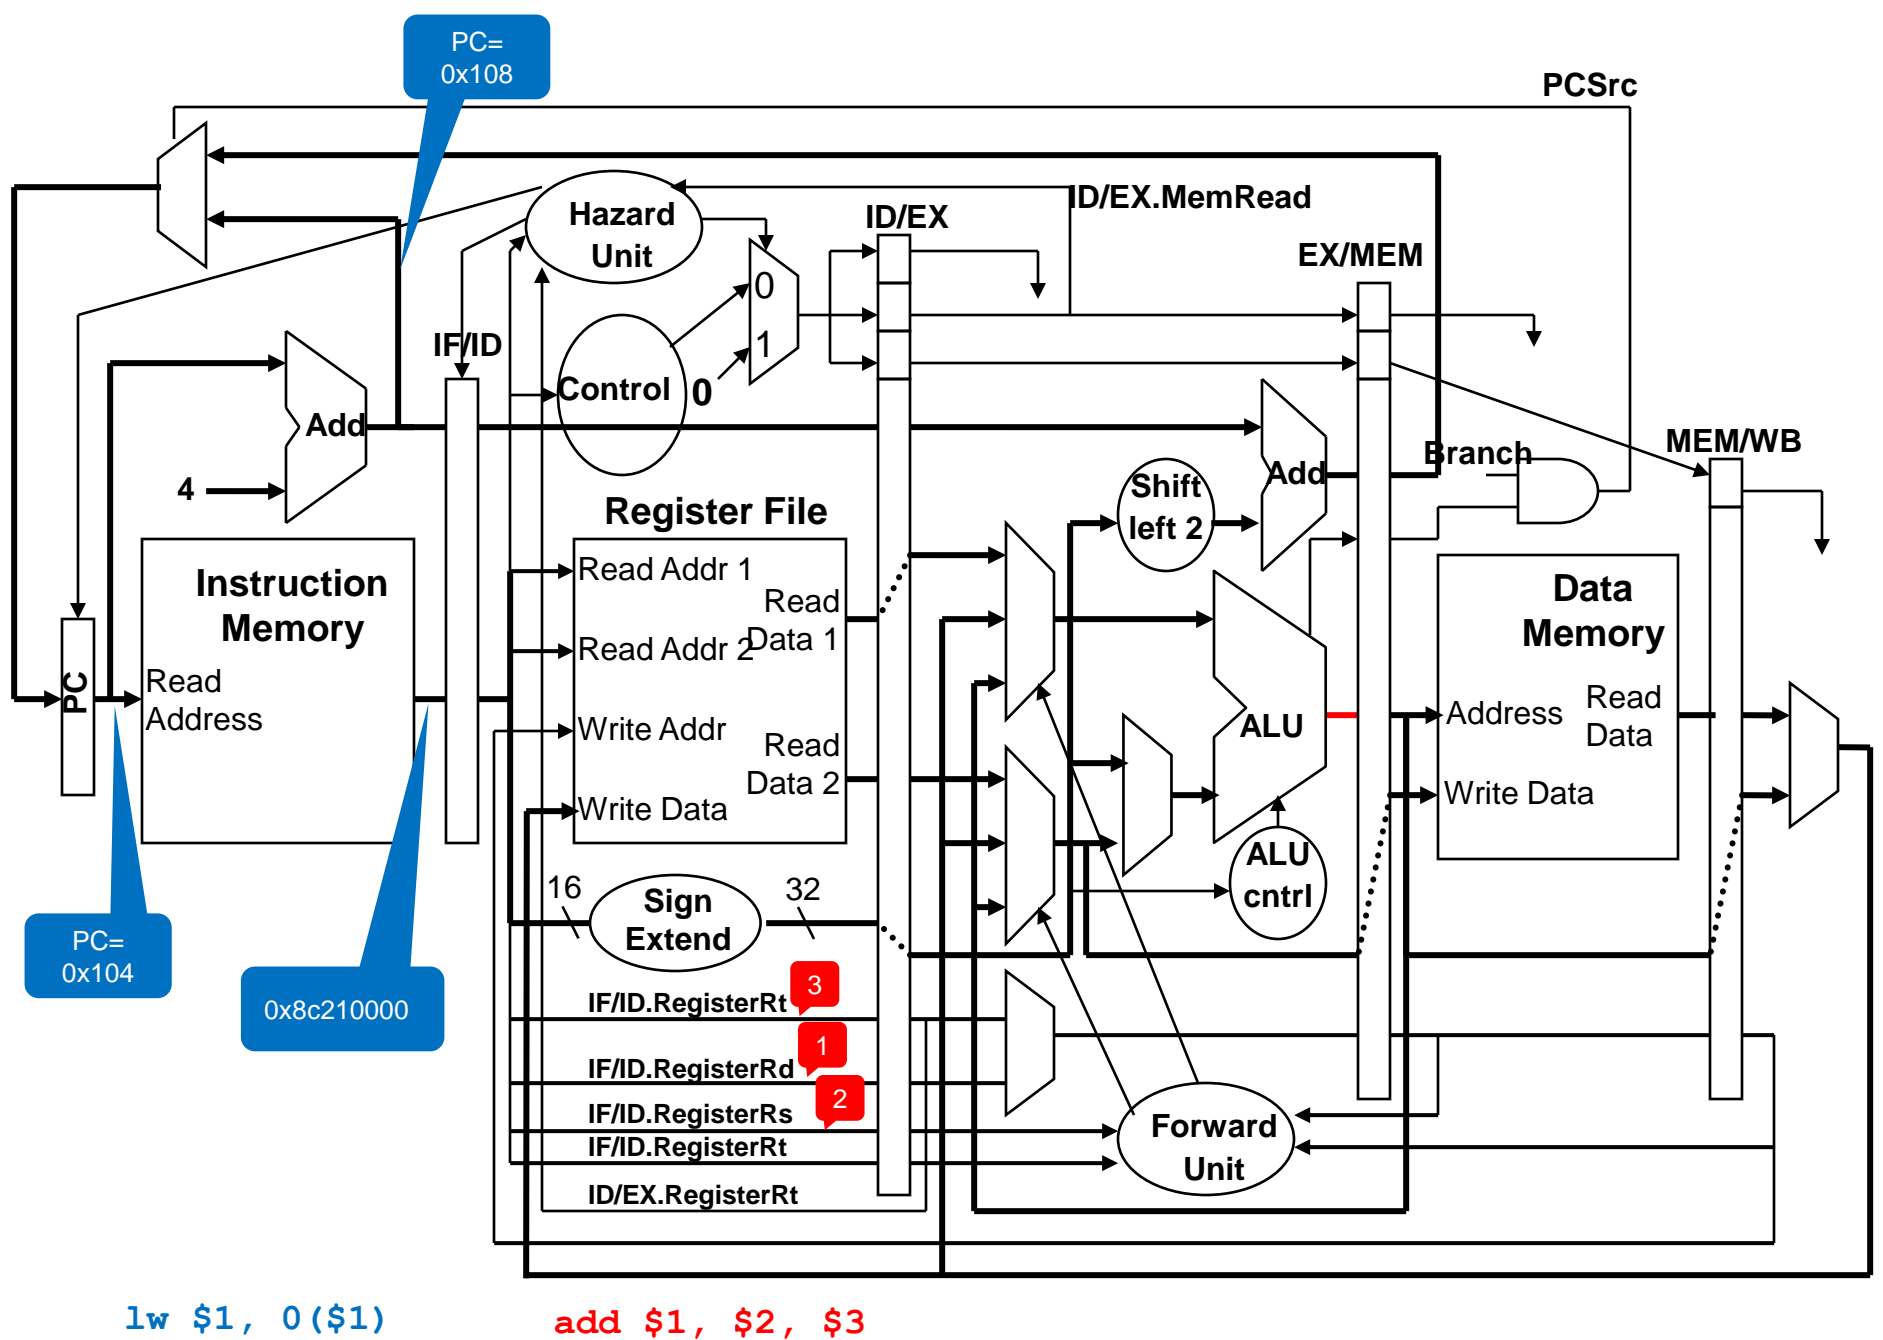 PC=
0x108
PCSrc
Hazard
Unit
ID/EX.MemRead
ID/EX
EX/MEM
0
1
IF/ID
Control
0
Add
4
Branch
MEM/WB
Shift
left 2
Add
Register File
Instruction
Memory
Read Addr 1
Read
Data 1
Read Addr 2
Data
Memory
PC
Read
Address
Write Addr
Read
Data 2
Write Data
ALU
Address
Read
Data
Write Data
ALU
cntrl
16
Sign
Extend
32
PC=
0x104
0x8c210000
IF/ID.RegisterRt
3
IF/ID.RegisterRd
1
IF/ID.RegisterRs
2
IF/ID.RegisterRt
ID/EX.RegisterRt
Forward
Unit
lw $1, 0($1)
add $1, $2, $3